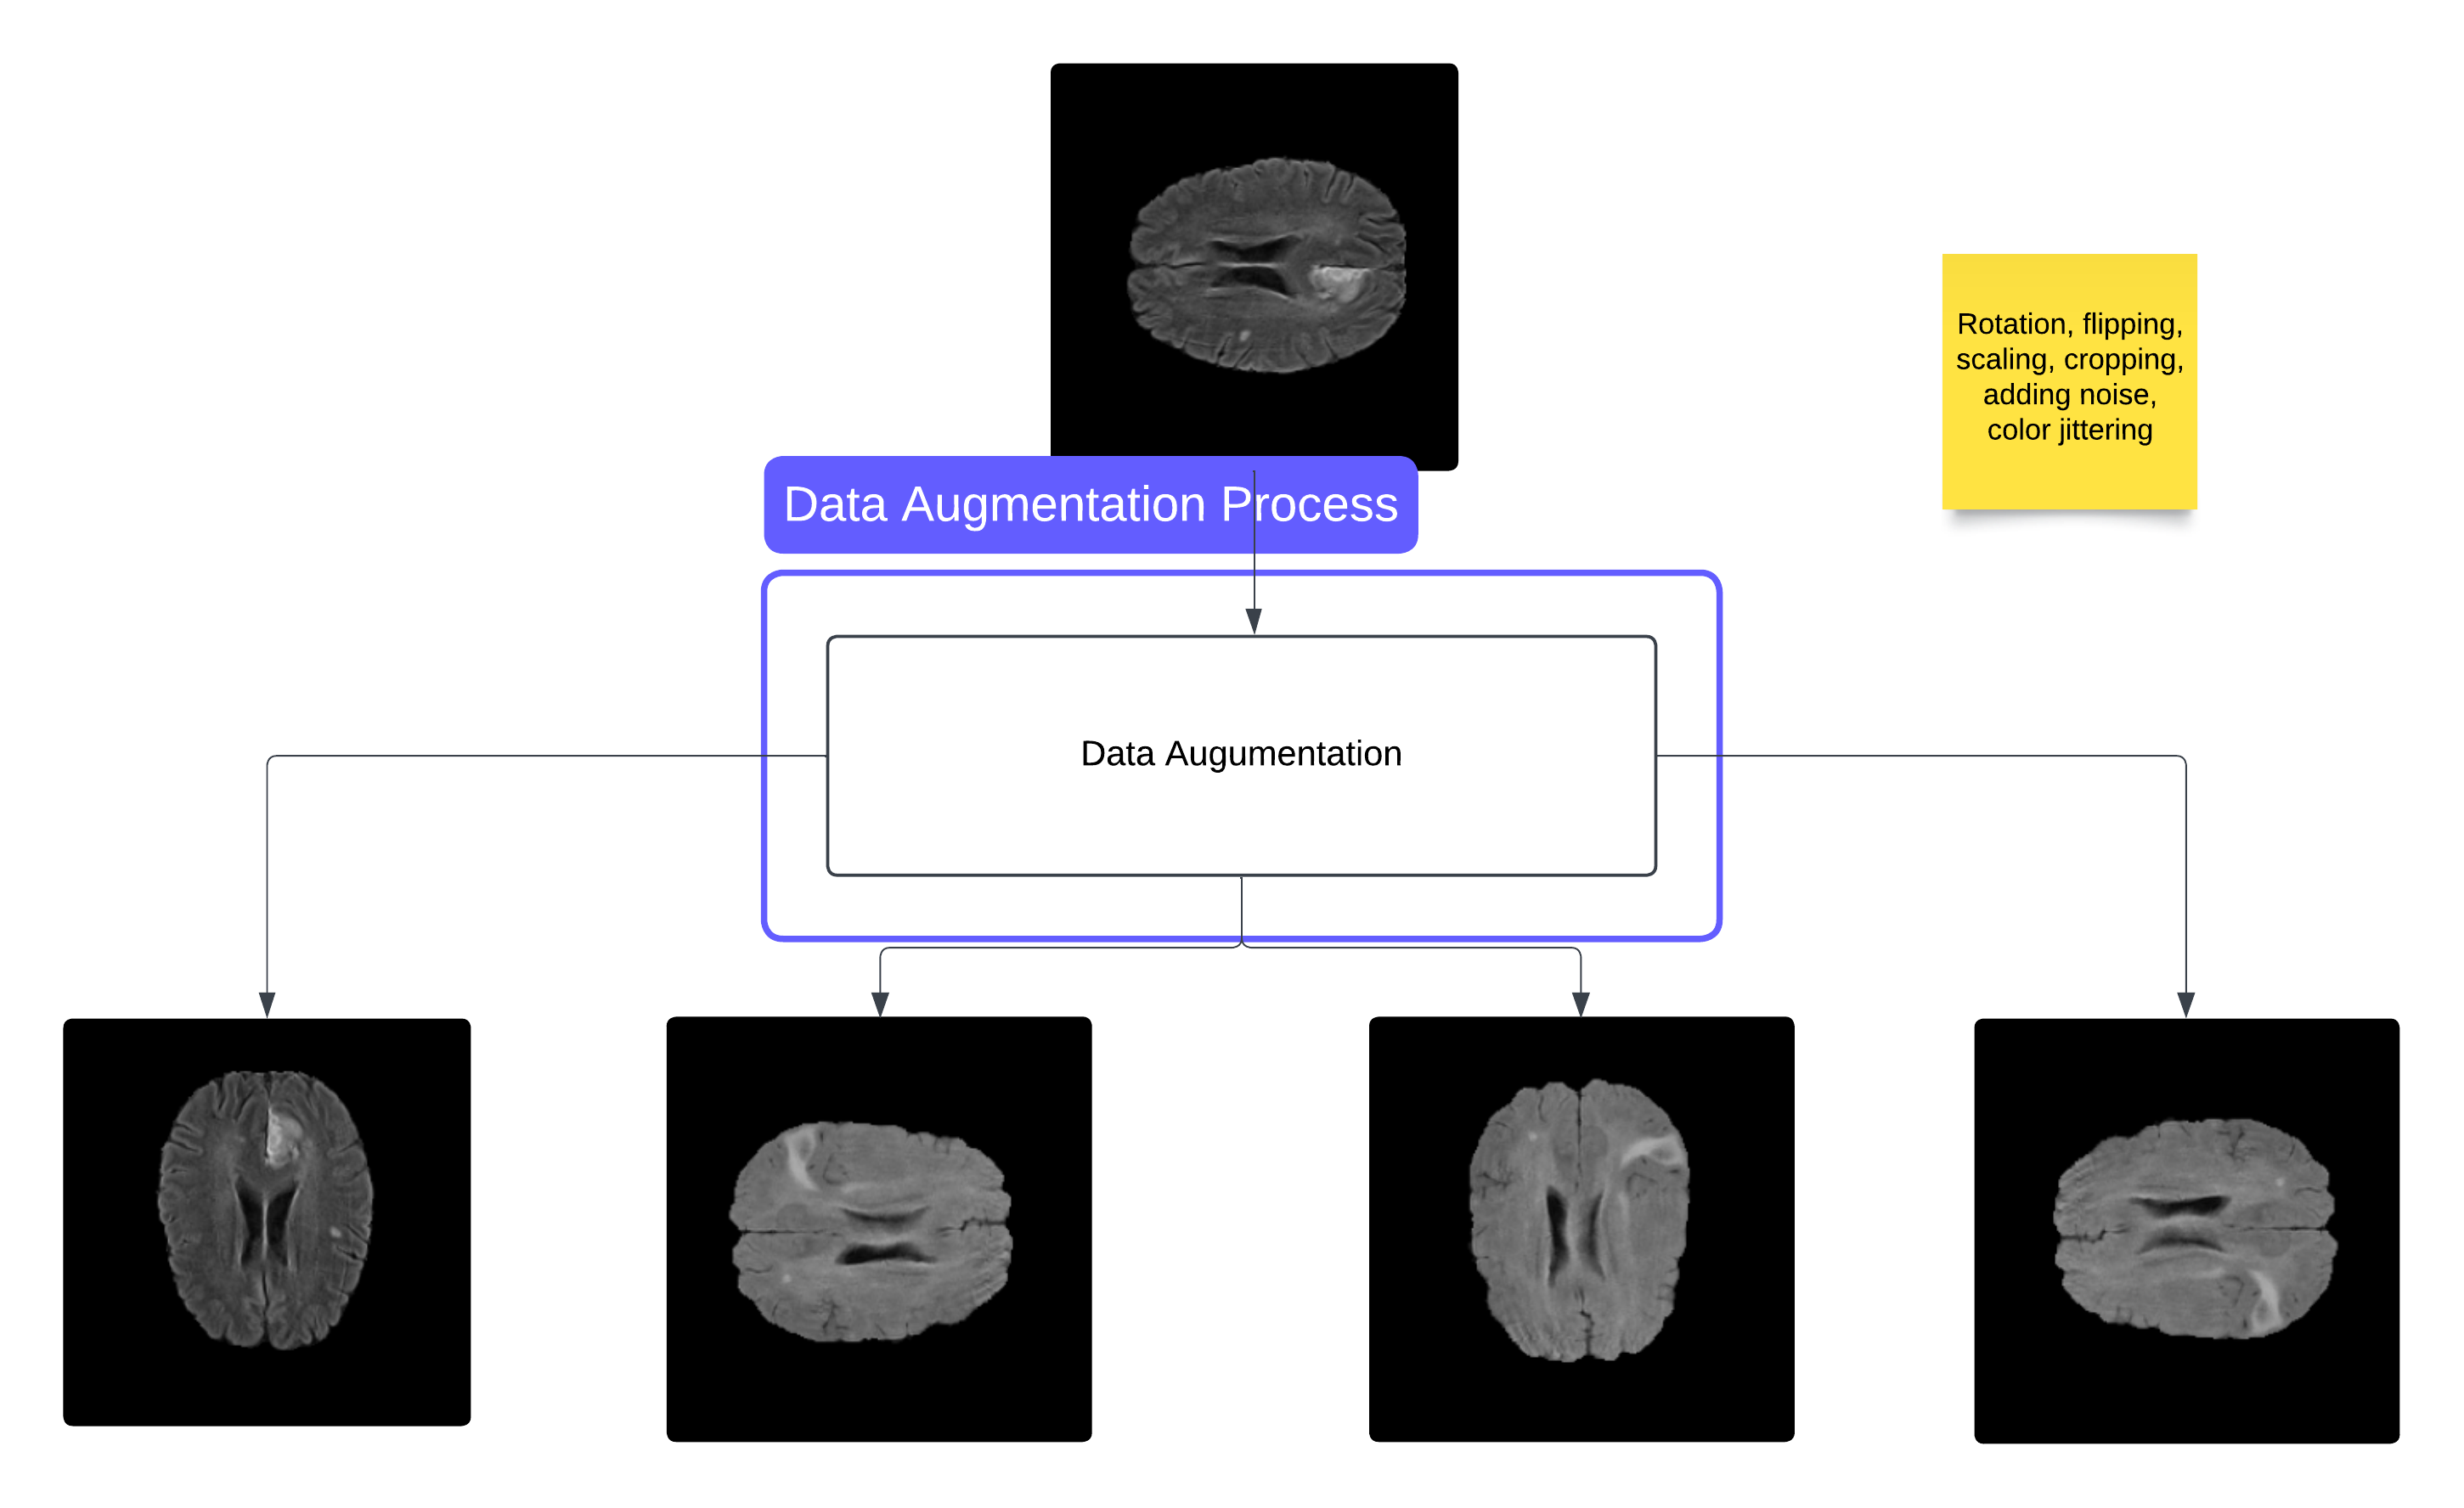 Rotation, flipping,
scaling, cropping,
adding noise,
color jittering
Data Augmentation Process
Data Augumentation